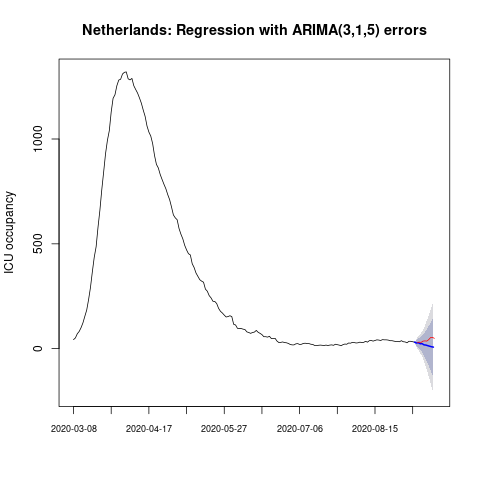 Netherlands: Regression with ARIMA(3,1,5) errors
ICU occupancy
1000
500
0
2020-03-08 2020-04-17 2020-05-27 2020-07-06 2020-08-15